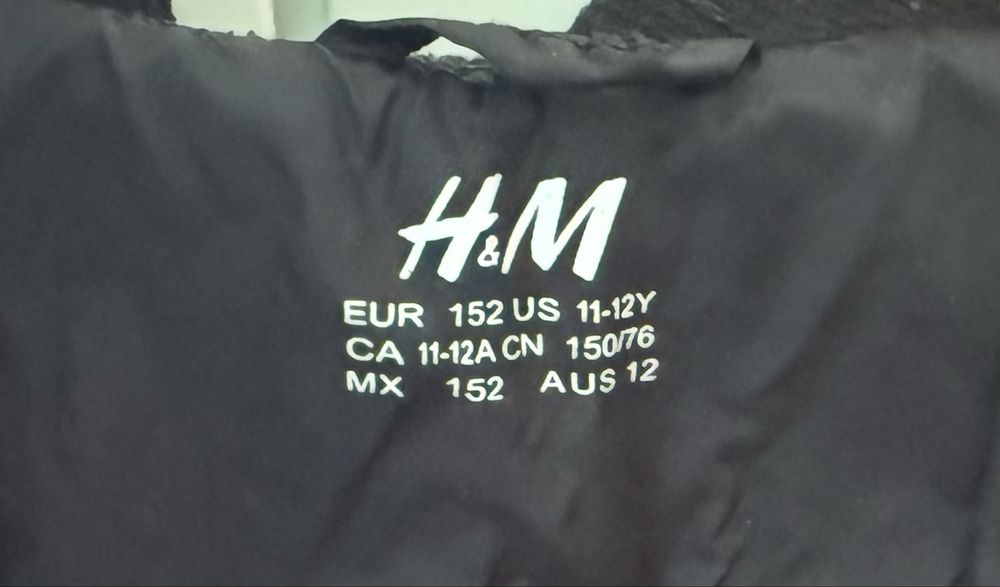 H&M
EUR 152 US 11-12Y
CA 11-12A CN 150/76
MX 152 AUS 12